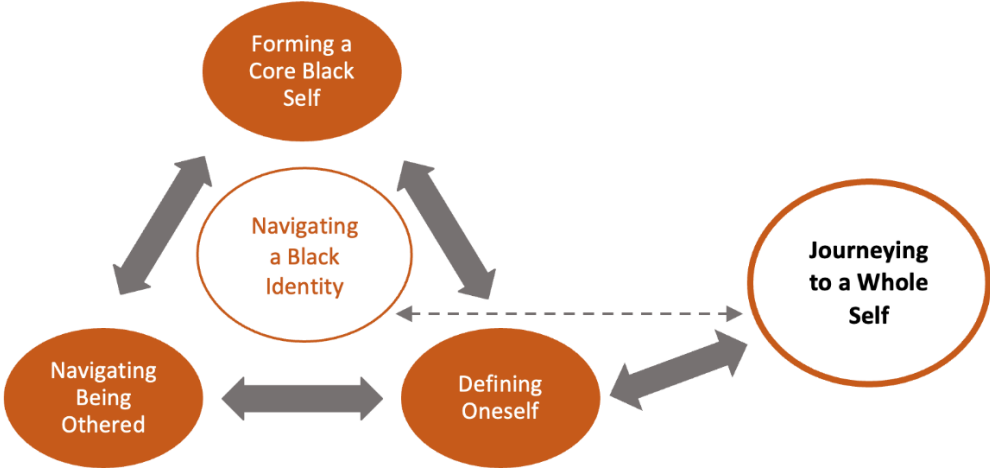 Forming a
Core Black
Self
Navigating
a Black
Identity
Journeying
to a Whole
Self
Navigating
Being
Othered
Defining
Oneself